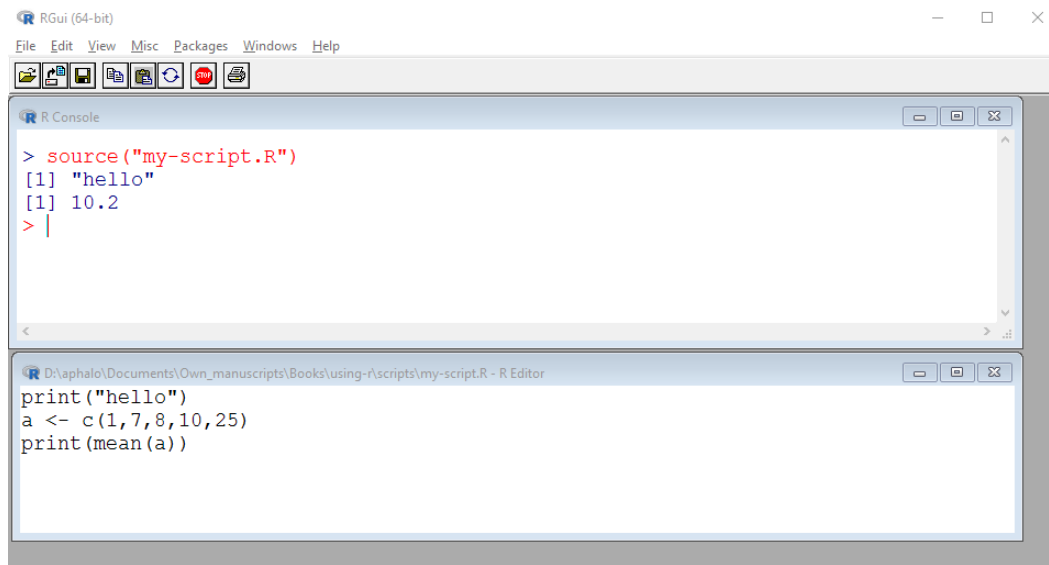 RGui (64-bit)
File Edit View Misc Packages Windows Help
STOP
R Console
> source("my-script.R")
[1] "hello"
[1] 10.2
>
D:\aphalo\Documents\Own_manuscripts\Books\using-r\scripts\my-script.R - R Editor
print("hello")
a <- c(1,7,8,10,25)
print(mean(a))